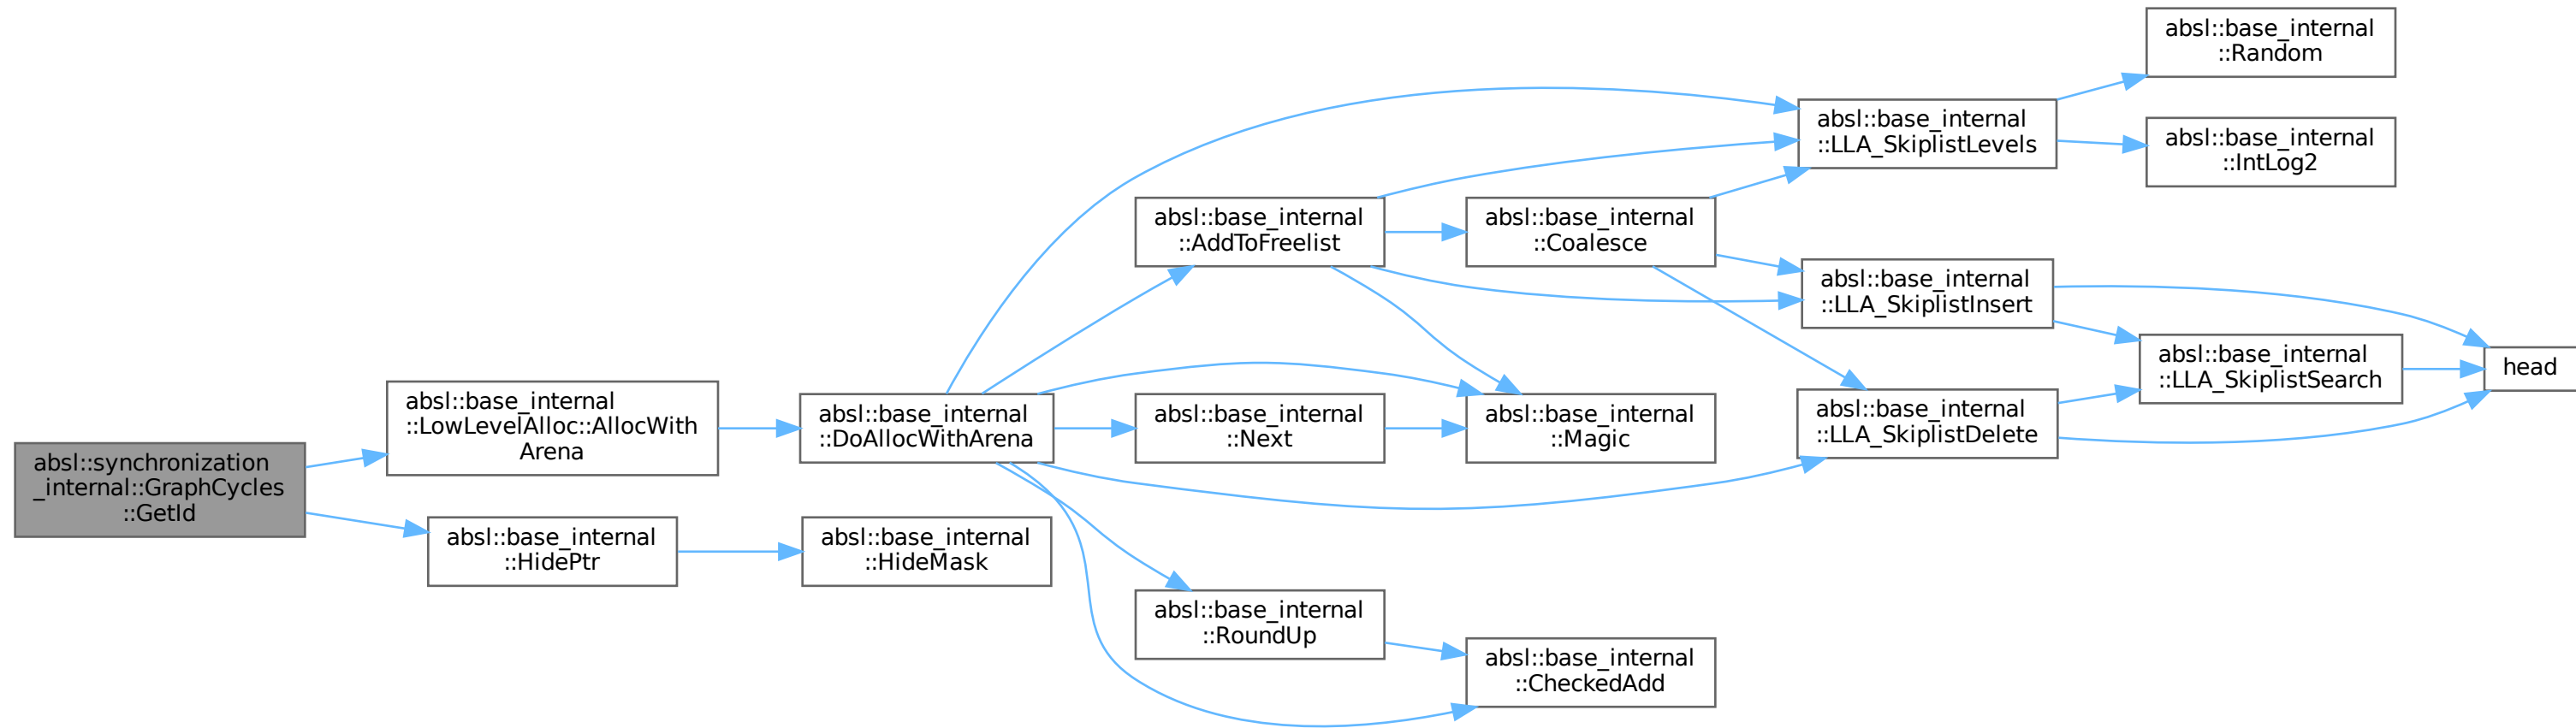 absl::synchronization
_internal::GraphCycles
::GetId
absl::base_internal
::LowLevelAlloc::AllocWith
Arena
absl::base_internal
::HidePtr
absl::base_internal
::DoAllocWithArena
absl::base_internal
::HideMask
absl::base_internal
::AddToFreelist
absl::base_internal
::Next
absl::base_internal
::RoundUp
absl::base_internal
::Coalesce
absl::base_internal
::Magic
absl::base_internal
::CheckedAdd
absl::base_internal
::LLA_SkiplistLevels
absl::base_internal
::LLA_SkiplistInsert
absl::base_internal
::LLA_SkiplistDelete
absl::base_internal
::Random
absl::base_internal
::IntLog2
absl::base_internal
::LLA_SkiplistSearch
head